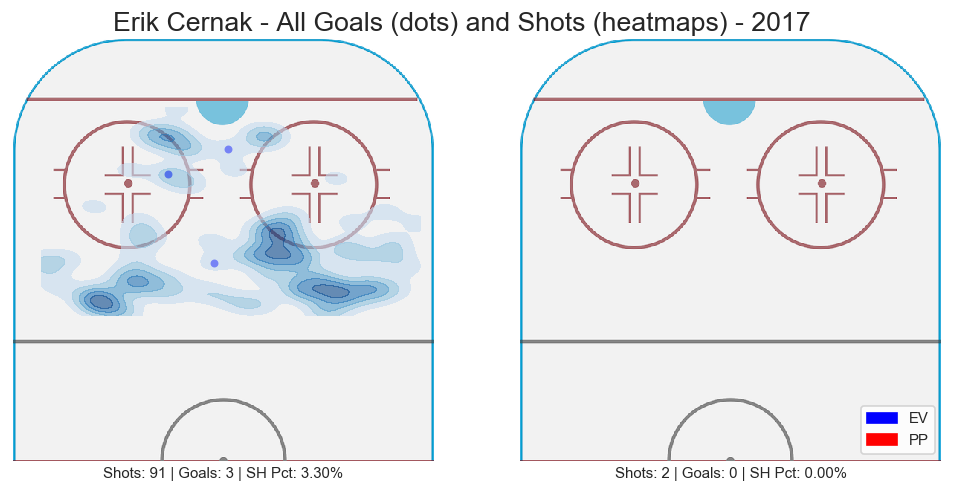 Erik Cernak - All Goals (dots) and Shots (heatmaps) - 2017
EV
PP
Shots: 91 | Goals: 3 | SH Pct: 3.30%
Shots: 2 | Goals: 0 | SH Pct: 0.00%